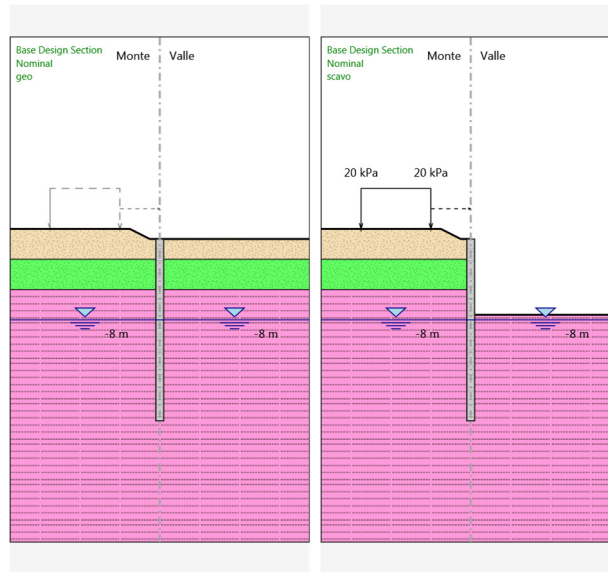 Base Design Section
Nominal
geo
Monte
Valle
-8 m
-8 m
Base Design Section
Nominal
scavo
Monte
Valle
20 kPa
20 kPa
-8 m
-8 m